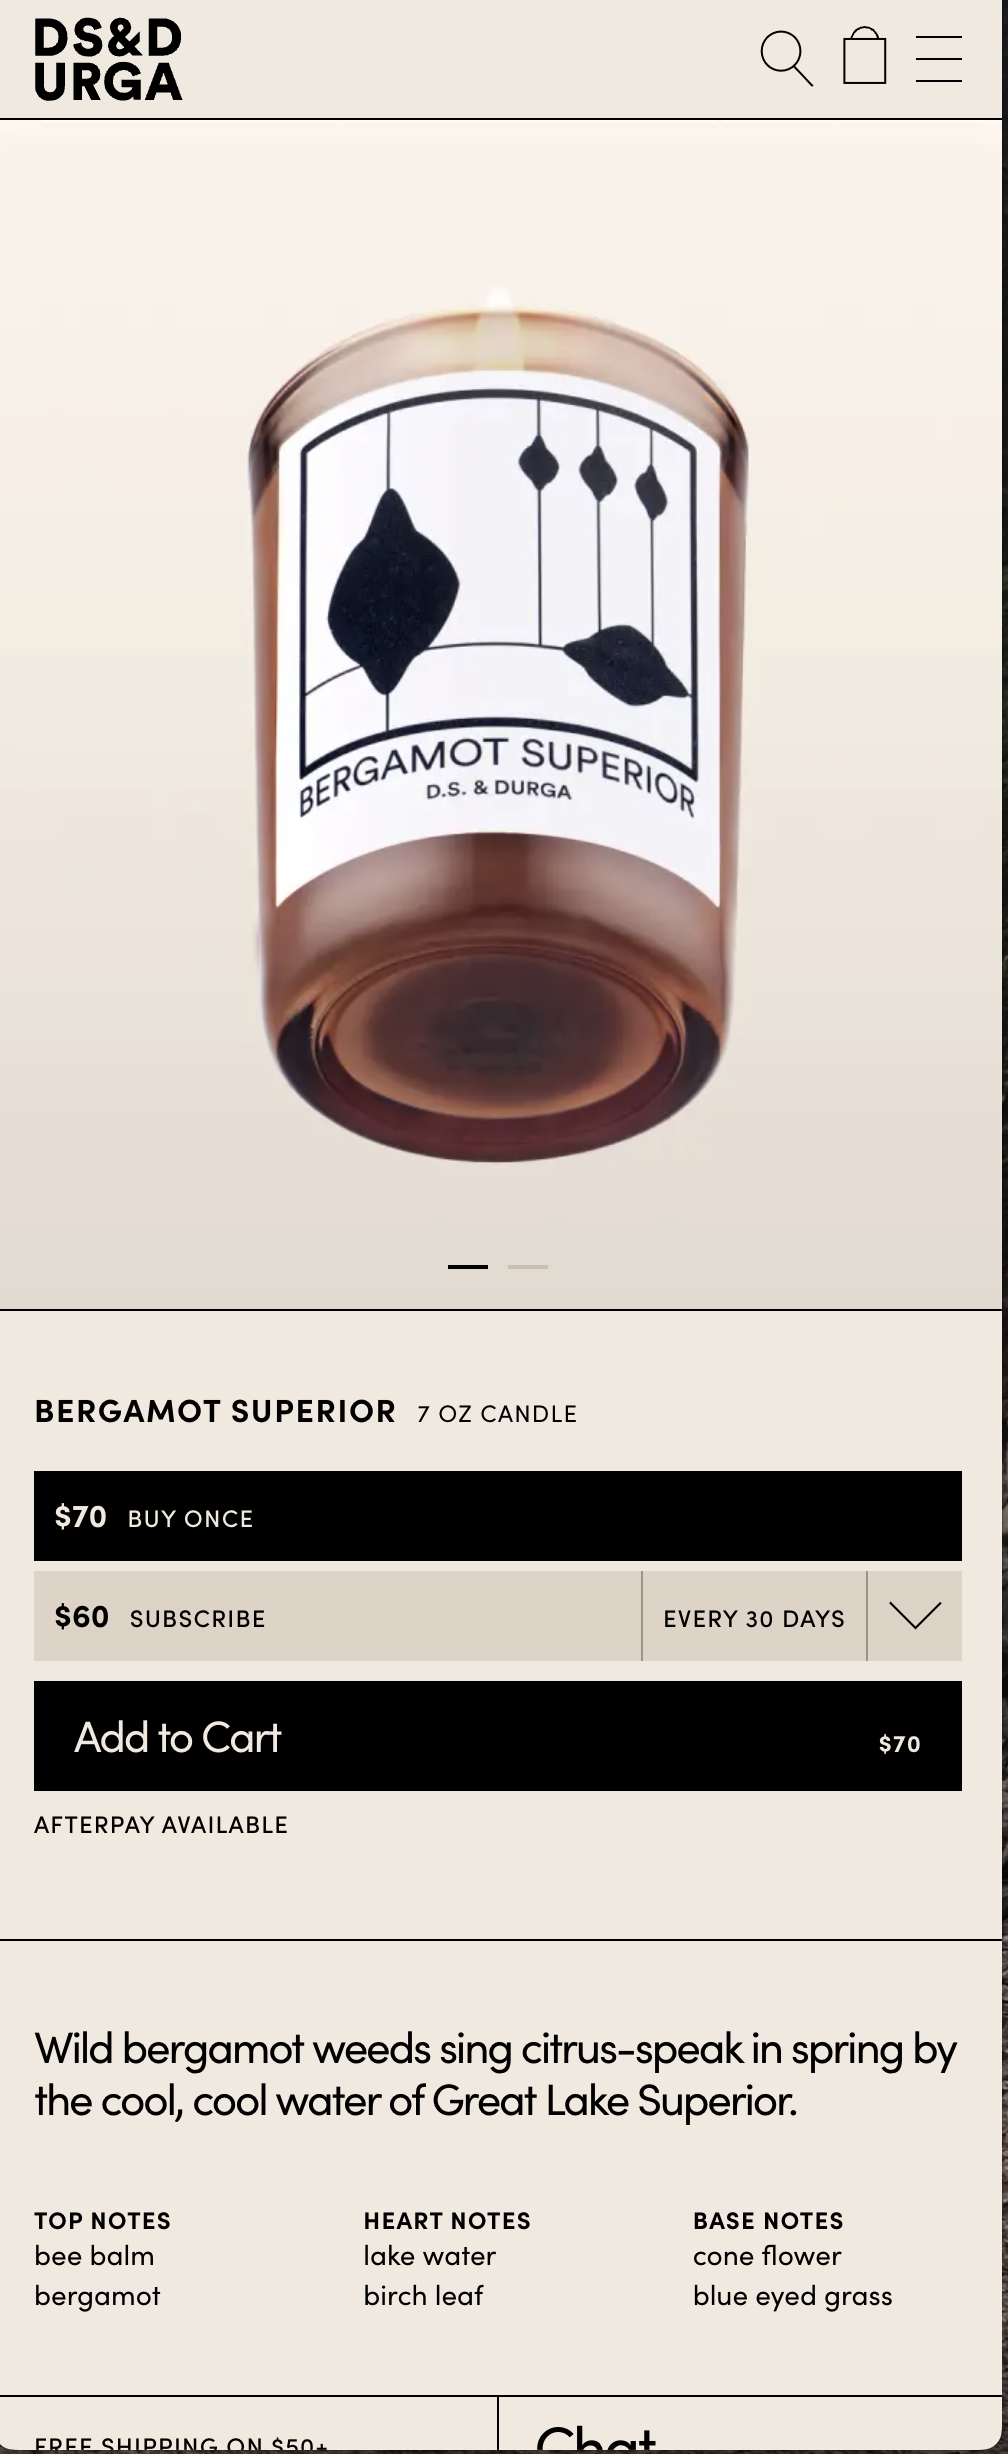 DS&D
URGA
BERGAMOT SUPERIOR
D.S. & DURGA
BERGAMOT SUPERIOR 7 OZ CANDLE
$70 BUY ONCE
$60 SUBSCRIBE EVERY 30 DAYS
Add to Cart $70
AFTERPAY AVAILABLE
Wild bergamot weeds sing citrus-speak in spring by
the cool, cool water of Great Lake Superior.
TOP NOTES HEART NOTES BASE NOTES
bee balm lake water cone flower
bergamot birch leaf blue eyed grass
FREE SHIPPING ON $50+ Chat